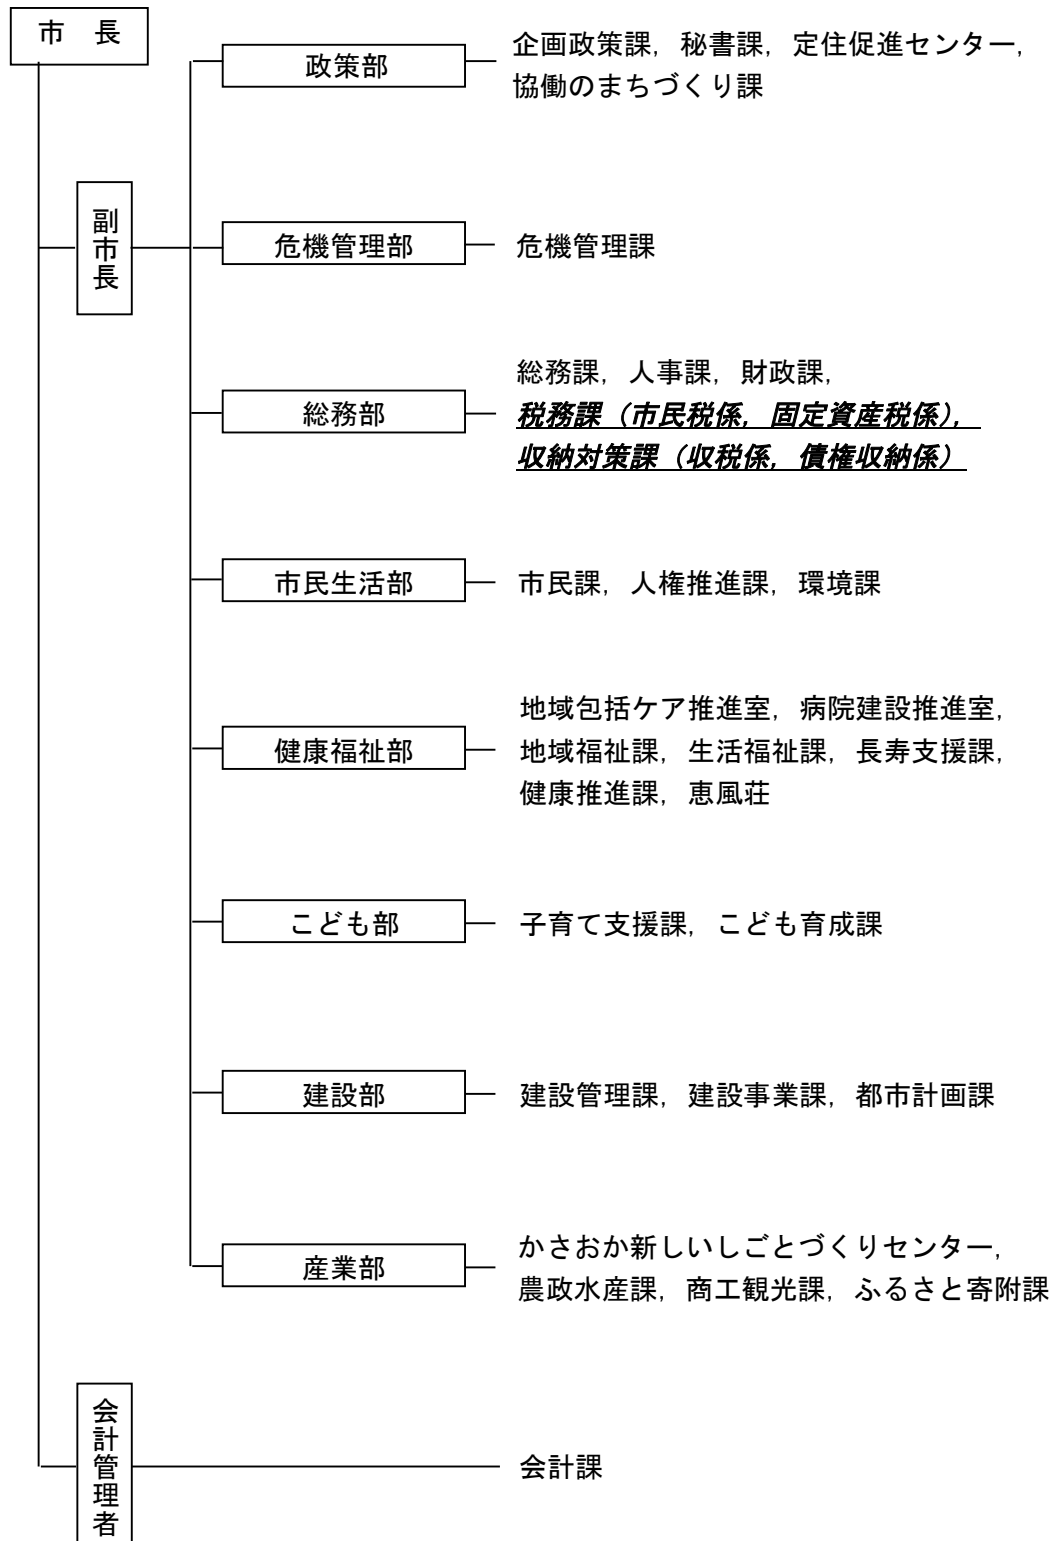 市　長
政策部
企画政策課，秘書課，定住促進センター，
協働のまちづくり課
副市長
危機管理部
危機管理課
総務部
総務課，人事課，財政課，
税務課（市民税係，固定資産税係），
収納対策課（収税係，債権収納係）
市民生活部
市民課，人権推進課，環境課
健康福祉部
地域包括ケア推進室，病院建設推進室，
地域福祉課，生活福祉課，長寿支援課，
健康推進課，恵風荘
こども部
子育て支援課，こども育成課
建設部
建設管理課，建設事業課，都市計画課
産業部
かさおか新しいしごとづくりセンター，
農政水産課，商工観光課，ふるさと寄附課
会計管理者
会計課